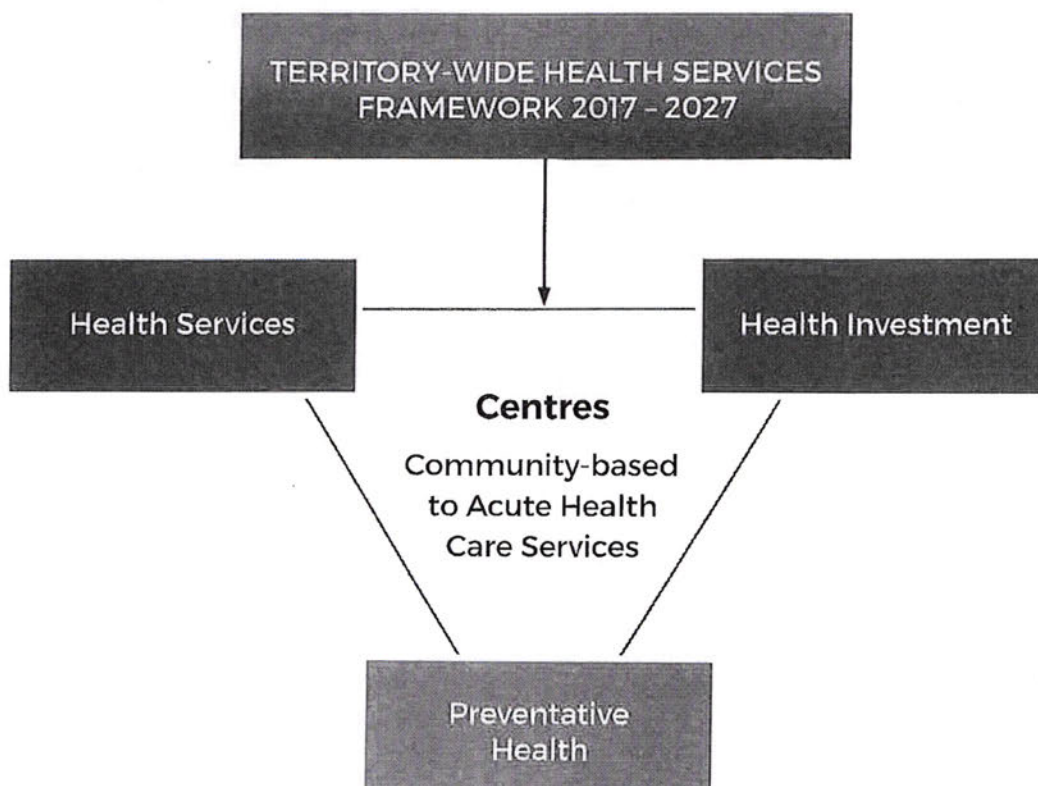 TERRITORY-WIDE HEALTH SERVICES
FRAMEWORK 2017 – 2027
Health Services
Health Investment
Centres
Community-based
to Acute Health
Care Services
Preventative
Health